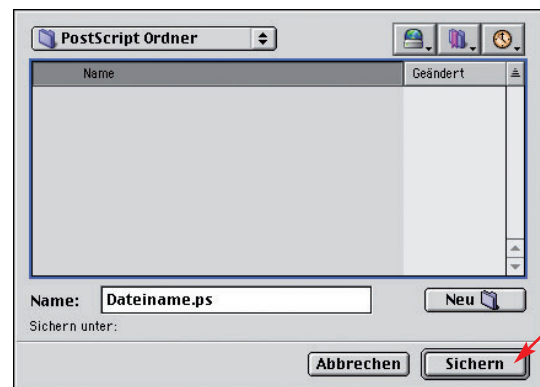 PostScript Ordner
Name Geändert
Name: Dateiname.ps Neu
Sichern unter:
Abbrechen Sichern